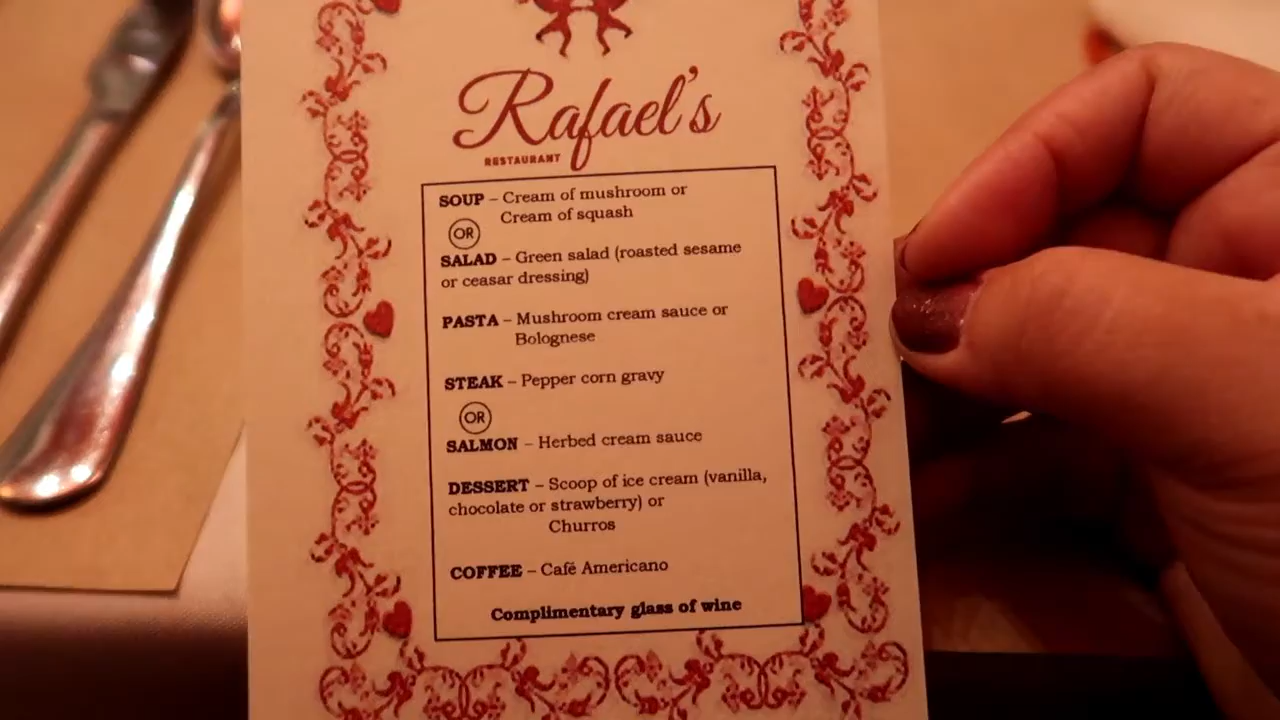 Rafael's
RESTAURANT
SOUP – Cream of mushroom or
Cream of squash
OR
SALAD – Green salad (roasted sesame
or ceasar dressing)
PASTA – Mushroom cream sauce or
Bolognese
STEAK – Pepper corn gravy
OR
SALMON – Herbed cream sauce
DESSERT – Scoop of ice cream (vanilla,
chocolate or strawberry) or
Churros
COFFEE – Café Americano
Complimentary glass of wine